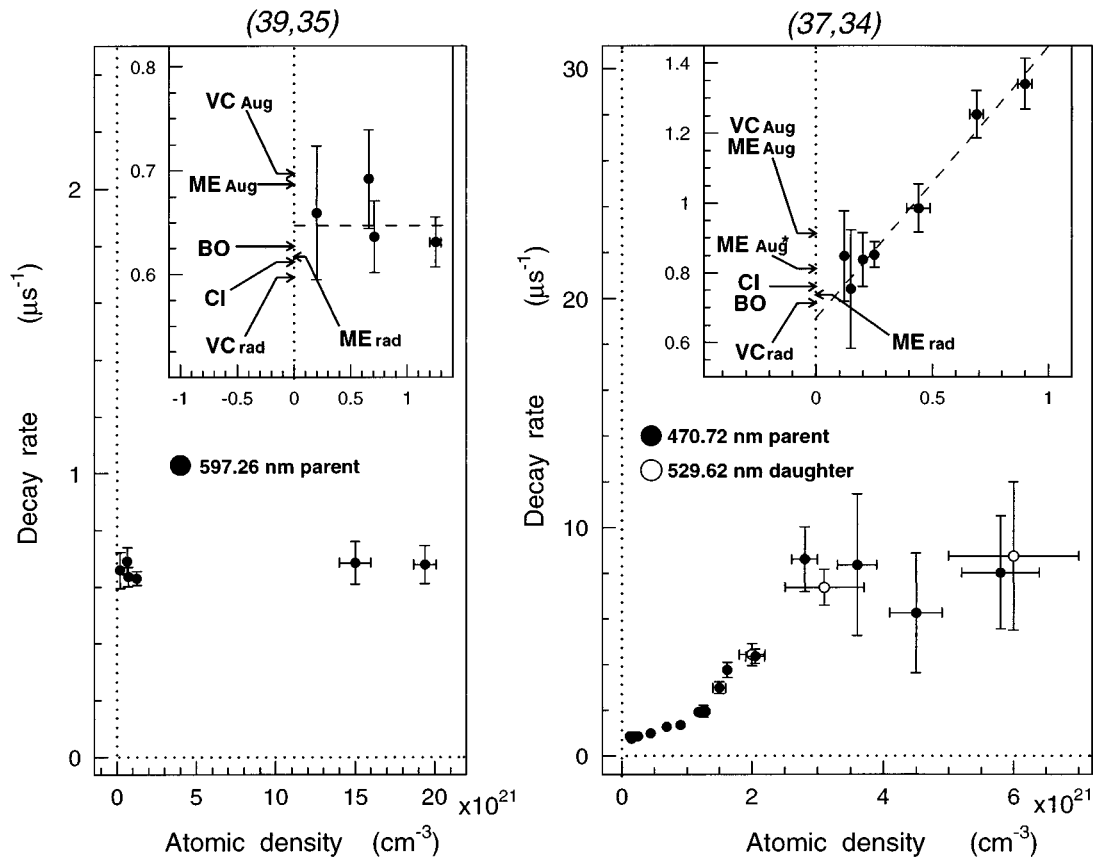 (39,35)
0.8
0.7
0.6
VC Aug
ME Aug
BO
CI
VC rad
ME rad
-1 -0.5 0 0.5 1
2
1
0
597.26 nm parent
Decay rate (μs-1)
0 5 10 15 20 x10^21
Atomic density (cm-3)
(37,34)
1.4
1.2
1
0.8
0.6
VC Aug
ME Aug
ME Aug*
CI
BO
VC rad
ME rad
0 0.5 1
30
20
10
0
470.72 nm parent
529.62 nm daughter
Decay rate (μs-1)
0 2 4 6 x10^21
Atomic density (cm-3)